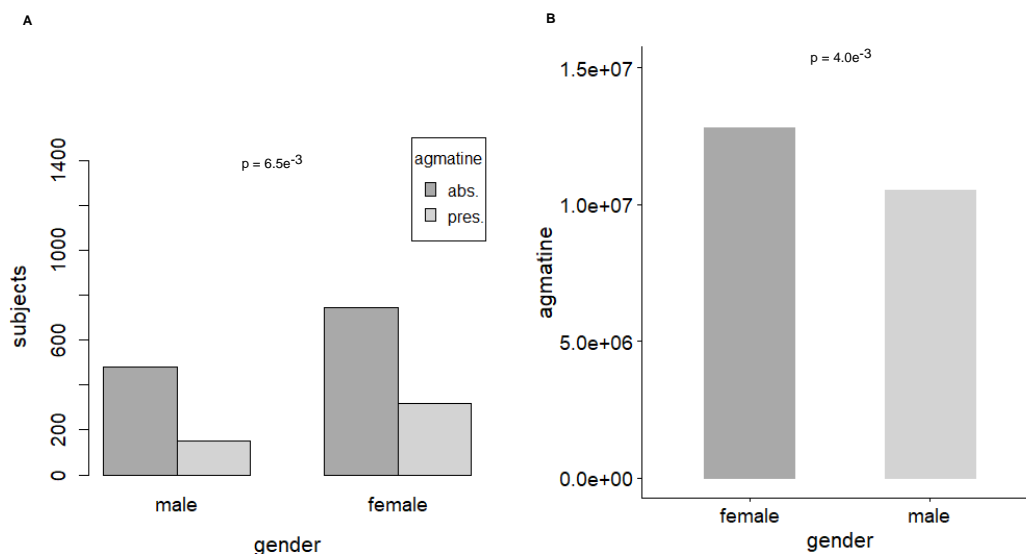 A
p = 6.5e-3
agmatine
abs.
pres.
1400
1000
600
200
0
subjects
male
female
gender
B
p = 4.0e-3
1.5e+07
1.0e+07
5.0e+06
0.0e+00
agmatine
female
male
gender